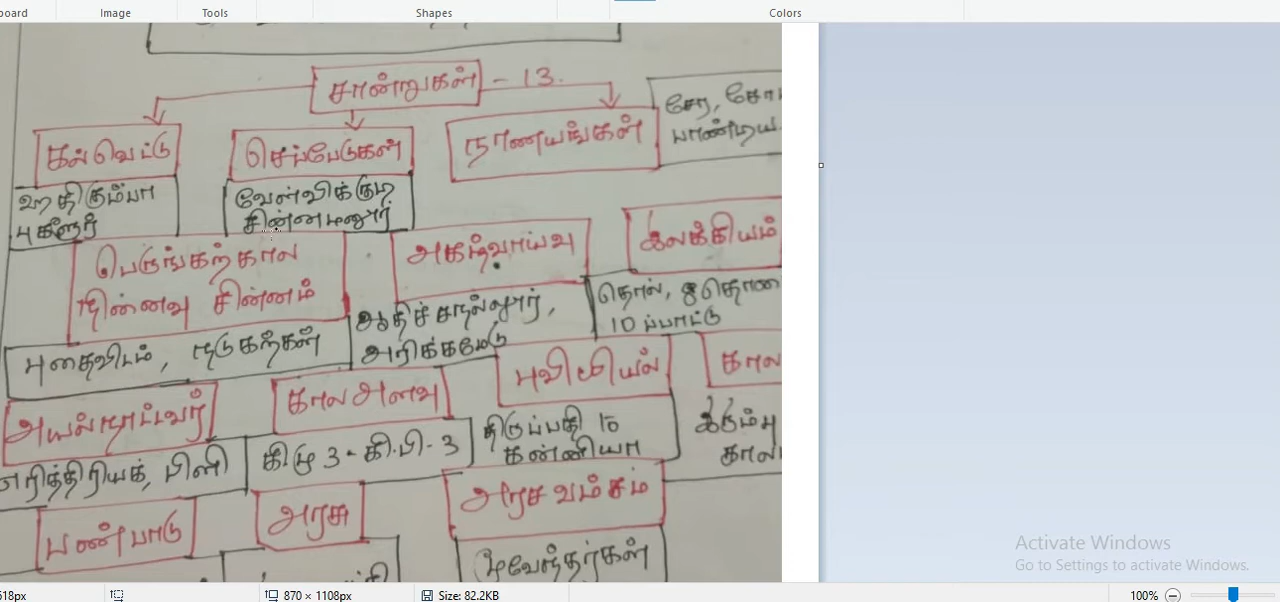 Image
Tools
Shapes
Colors
சான்றுகள் - 13.
கல்வெட்டு
செப்பேடுகள்
நாணயங்கள்
சேர,
ஹதிகும்பா
புகளூர்
வேள்விக்குடி
சின்னமனூர்
பெருங்கற்கால
நினைவு சின்னம்
அகழ்வாய்வு
இலக்கியம்
புதைவிடம், நடுகற்கள்
ஆதிச்சநல்லூர்,
அரிக்கமேடு
தொல்,
10 ப்பாட்டு
அயல்நாட்டவர்
கால அளவு
புவியியல்
கால
பிளினி
கிமு 3 - கி.பி - 3
திருப்பதி to
கன்னியா
இரும்பு
கால
பண்பாடு
அரசு
அரச வம்சம்
மூவேந்தர்கள்
Activate Windows
Go to Settings to activate Windows.
870 × 1108px
Size: 82.2KB
100%